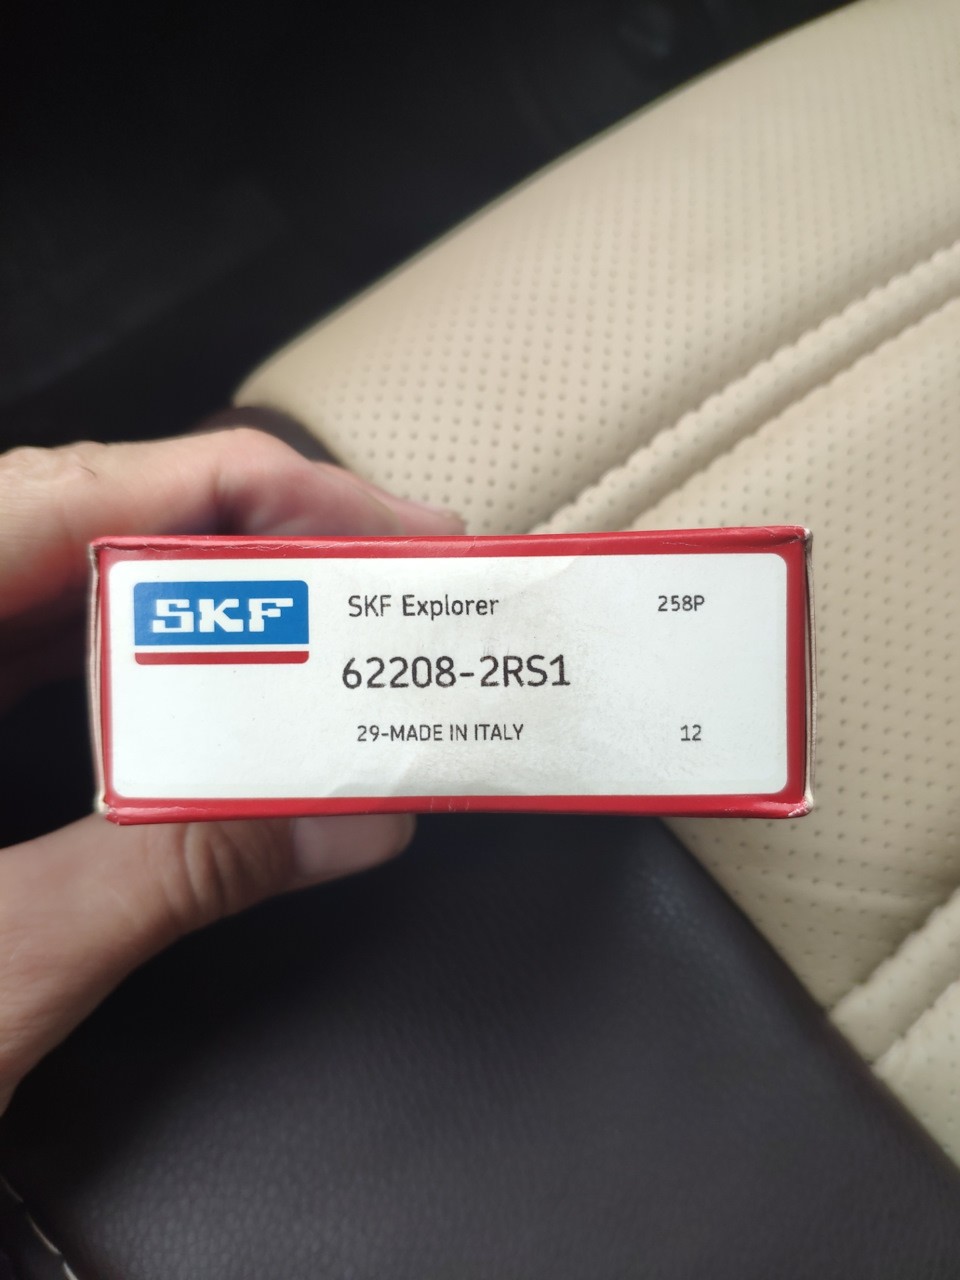 SKF
SKF Explorer 258P
62208-2RS1
29-MADE IN ITALY 12